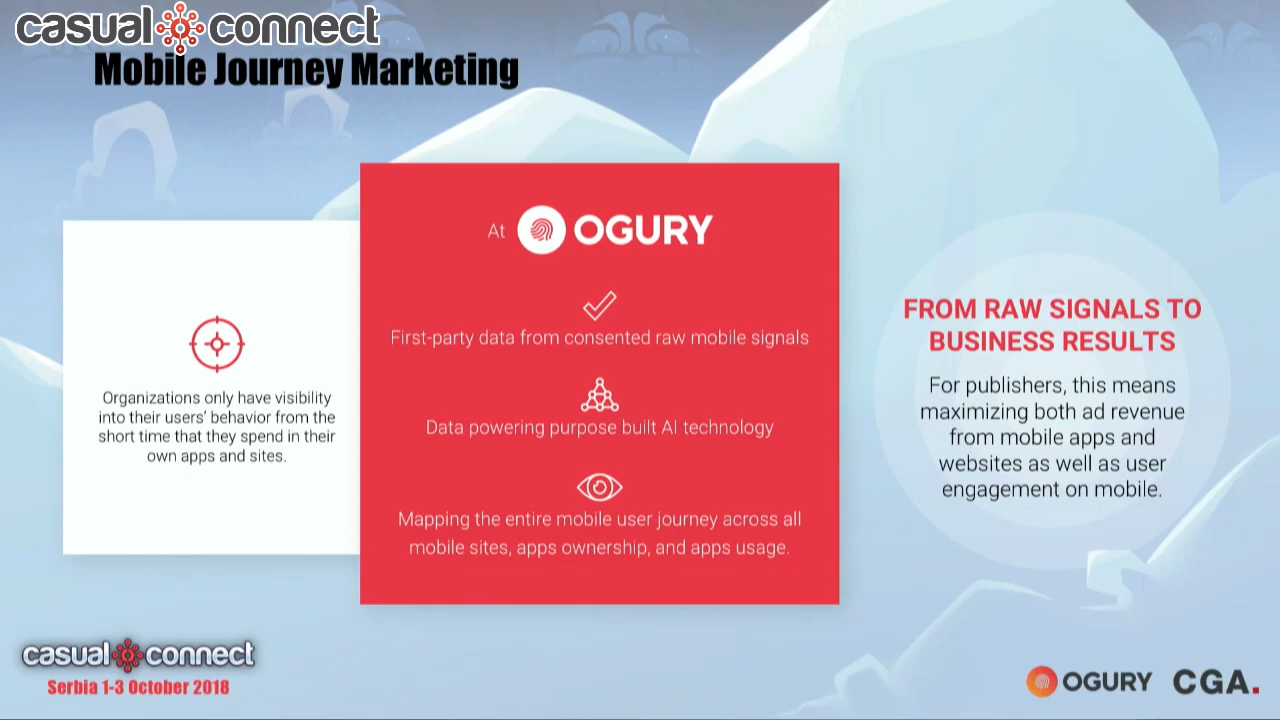 casual connect
Mobile Journey Marketing
Organizations only have visibility
into their users' behavior from the
short time that they spend in their
own apps and sites.
At OGURY
First-party data from consented raw mobile signals
Data powering purpose built AI technology
Mapping the entire mobile user journey across all
mobile sites, apps ownership, and apps usage.
FROM RAW SIGNALS TO
BUSINESS RESULTS
For publishers, this means
maximizing both ad revenue
from mobile apps and
websites as well as user
engagement on mobile.
casual connect
Serbia 1-3 October 2018
OGURY CGA.